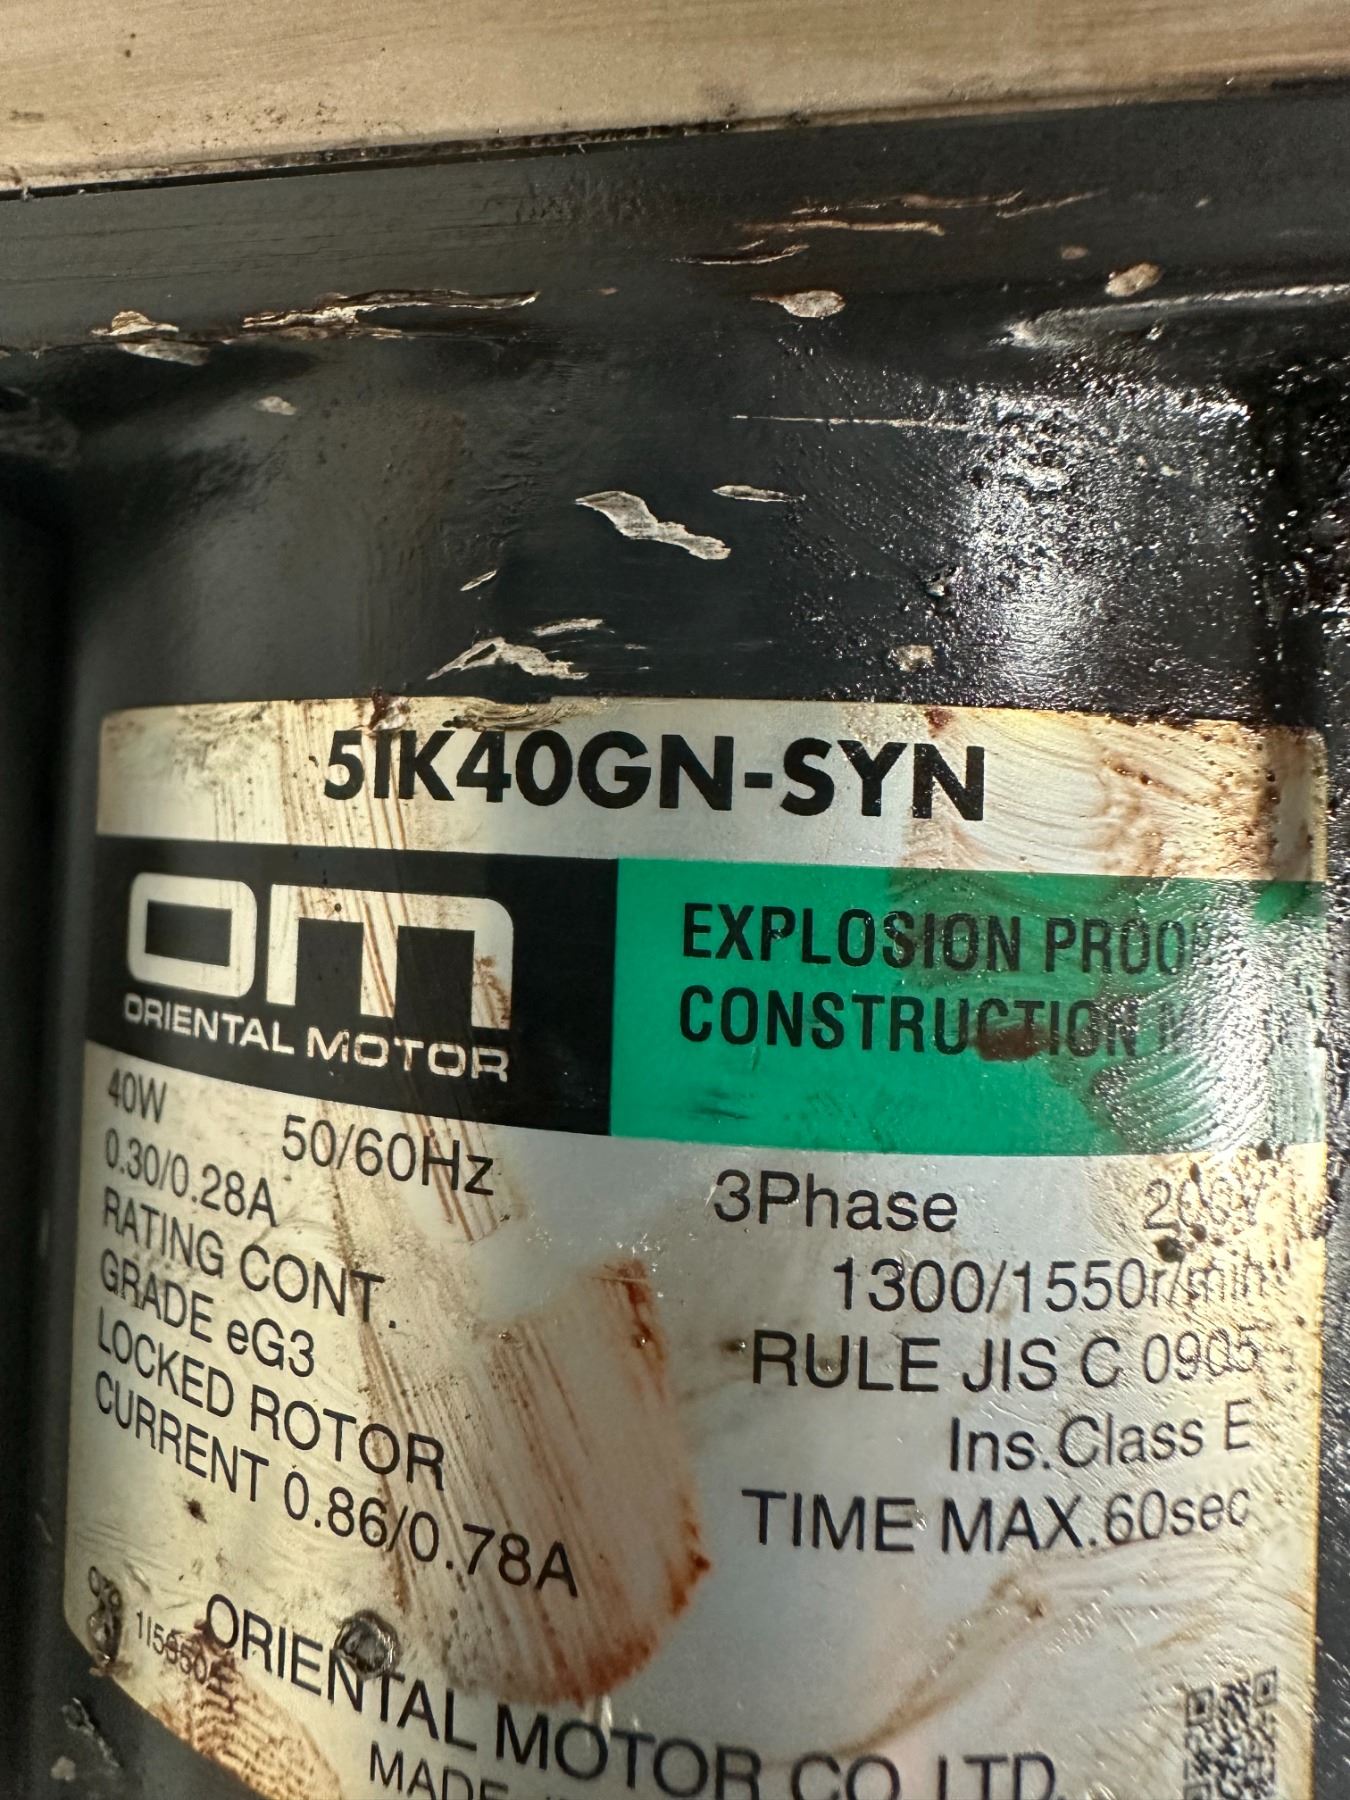 5IK40GN-SYN
om
ORIENTAL MOTOR
EXPLOSION PROOF
CONSTRUCTION
40W 50/60Hz 3Phase
0.30/0.28A 1300/1550r/min
RATING CONT. RULE JIS C 0905
GRADE eG3 Ins.Class E
LOCKED ROTOR TIME MAX.60sec
CURRENT 0.86/0.78A
ORIENTAL MOTOR CO.,LTD.
MADE